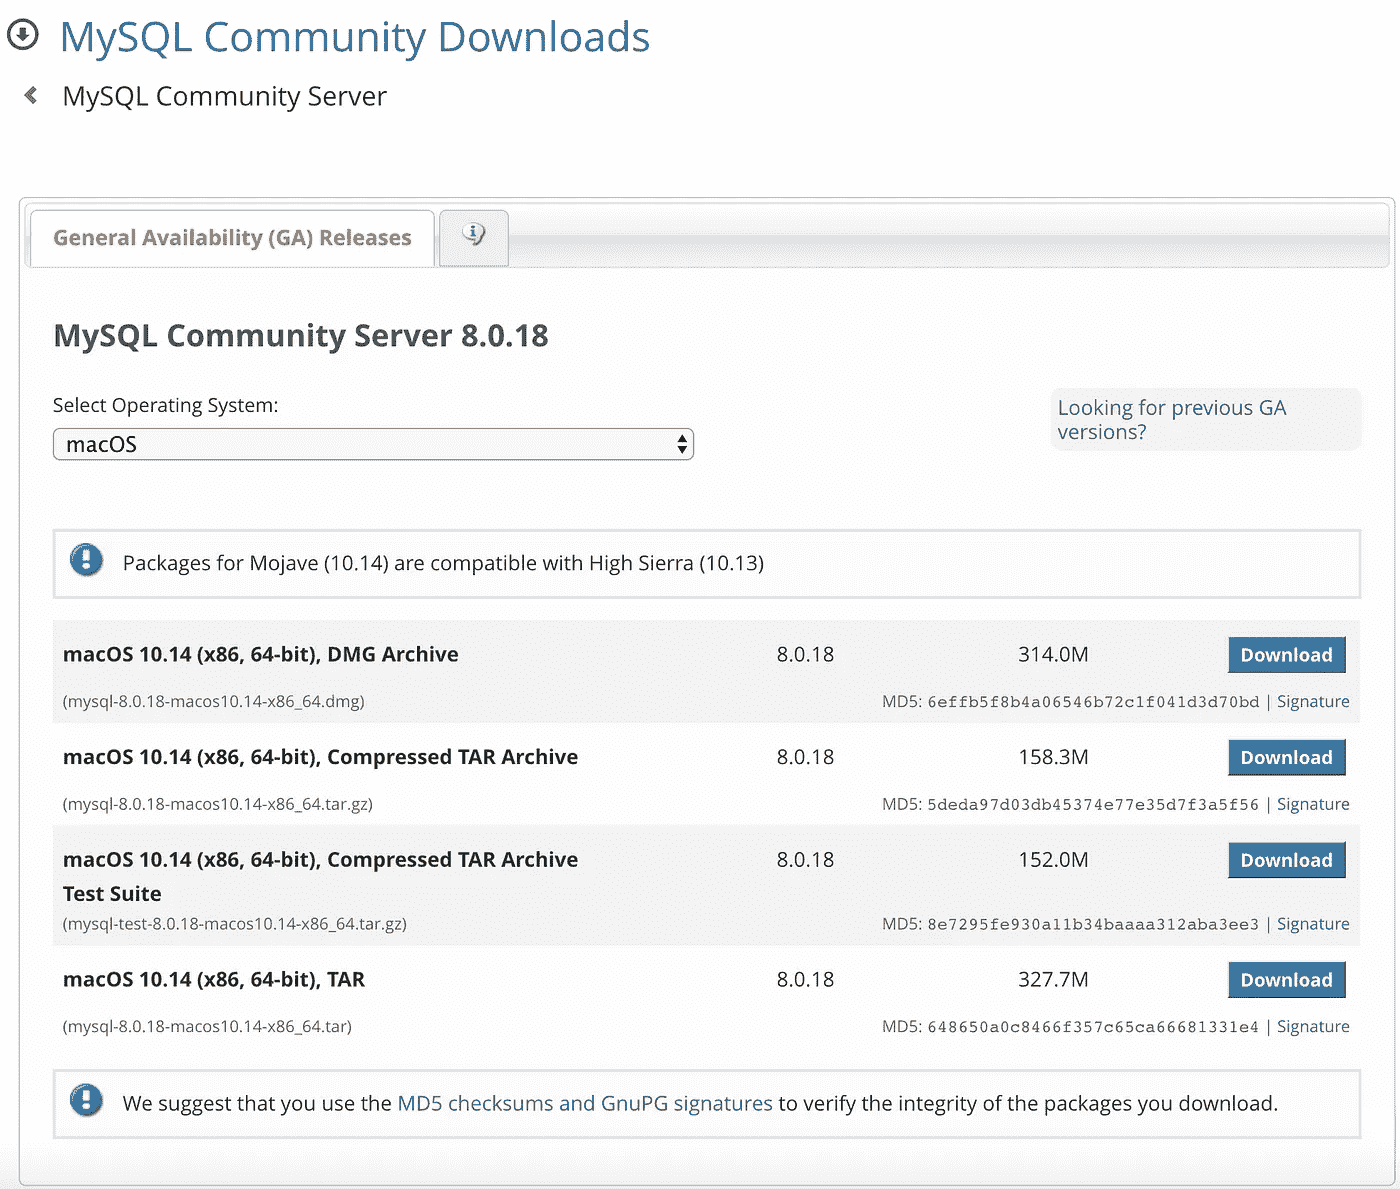 MySQL Community Downloads
MySQL Community Server
General Availability (GA) Releases
MySQL Community Server 8.0.18
Select Operating System:
macOS
Looking for previous GA
versions?
Packages for Mojave (10.14) are compatible with High Sierra (10.13)
macOS 10.14 (x86, 64-bit), DMG Archive 8.0.18 314.0M Download
(mysql-8.0.18-macos10.14-x86_64.dmg) MD5: 6effb5f8b4a06546b72c1f041d3d70bd | Signature
macOS 10.14 (x86, 64-bit), Compressed TAR Archive 8.0.18 158.3M Download
(mysql-8.0.18-macos10.14-x86_64.tar.gz) MD5: 5deda97d03db45374e77e35d7f3a5f56 | Signature
macOS 10.14 (x86, 64-bit), Compressed TAR Archive 8.0.18 152.0M Download
Test Suite
(mysql-test-8.0.18-macos10.14-x86_64.tar.gz) MD5: 8e7295fe930a11b34baaaa312aba3ee3 | Signature
macOS 10.14 (x86, 64-bit), TAR 8.0.18 327.7M Download
(mysql-8.0.18-macos10.14-x86_64.tar) MD5: 648650a0c8466f357c65ca66681331e4 | Signature
We suggest that you use the MD5 checksums and GnuPG signatures to verify the integrity of the packages you download.